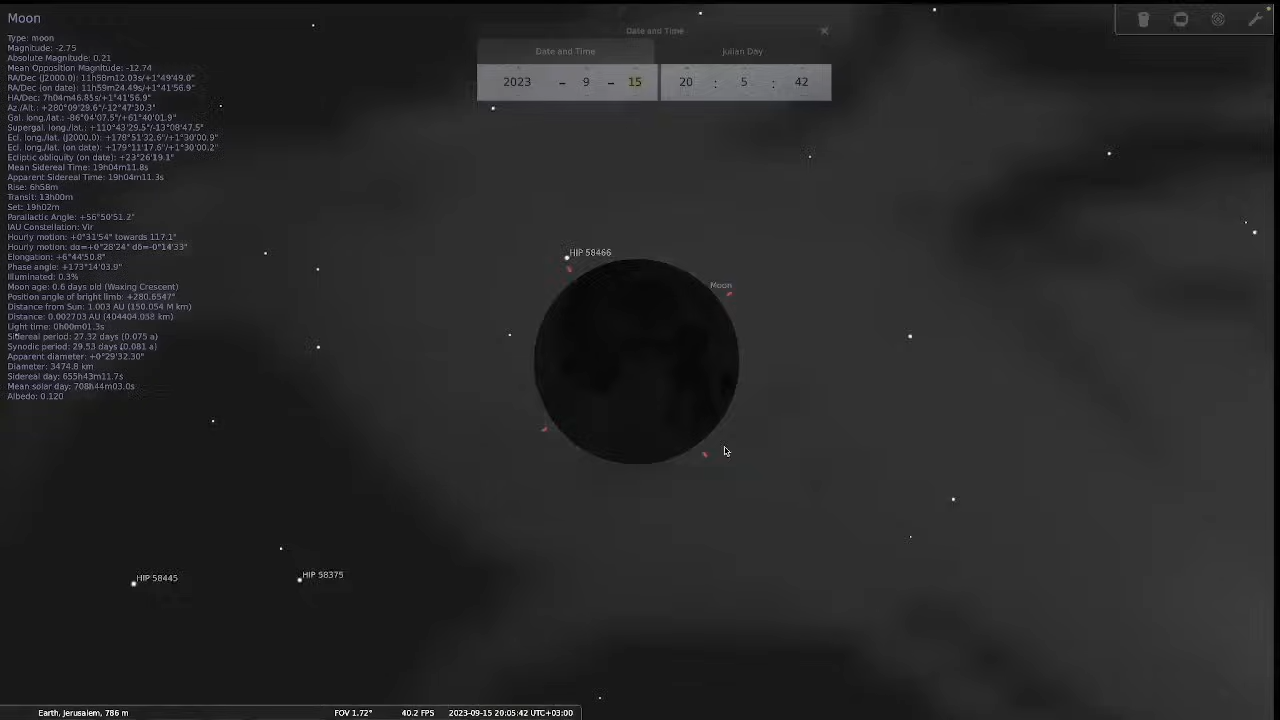 Moon
Type: moon
Magnitude: -2.75
Absolute Magnitude: 0.21
Mean Opposition Magnitude: -12.74
RA/Dec (J2000.0): 11h58m12.03s/+1°49'49.0"
RA/Dec (on date): 11h59m24.49s/+1°41'56.9"
HA/Dec: 7h04m46.85s/+1°41'56.9"
Az./Alt.: +280°09'29.6"/-12°47'30.3"
Gal. long./lat.: -86°04'07.5"/+61°40'01.9"
Supergal. long./lat.: +110°43'29.5"/-13°08'47.5"
Ecl. long./lat. (J2000.0): +178°51'32.6"/+1°30'00.9"
Ecl. long./lat. (on date): +179°11'17.6"/+1°30'00.2"
Ecliptic obliquity (on date): +23°26'19.1"
Mean Sidereal Time: 19h04m11.8s
Apparent Sidereal Time: 19h04m11.3s
Rise: 6h58m
Transit: 13h00m
Set: 19h02m
Parallactic Angle: +56°50'51.2"
IAU Constellation: Vir
Hourly motion: +0°31'54" towards 117.1°
Hourly motion: dα=+0°28'24" dδ=-0°14'33"
Elongation: +6°44'50.8"
Phase angle: +173°14'03.9"
Illuminated: 0.3%
Moon age: 0.6 days old (Waxing Crescent)
Position angle of bright limb: +280.6547°
Distance from Sun: 1.003 AU (150.054 M km)
Distance: 0.002703 AU (404404.058 km)
Light time: 0h00m01.3s
Sidereal period: 27.32 days (0.075 a)
Synodic period: 29.53 days (0.081 a)
Apparent diameter: +0°29'32.30"
Diameter: 3474.8 km
Sidereal day: 655h43m11.7s
Mean solar day: 708h44m03.0s
Albedo: 0.120
Date and Time
Date and Time Julian Day
2023 – 9 – 15 20 : 5 : 42
HIP 58466
Moon
HIP 58445
HIP 58375
Earth, Jerusalem, 786 m FOV 1.72° 40.2 FPS 2023-09-15 20:05:42 UTC+03:00